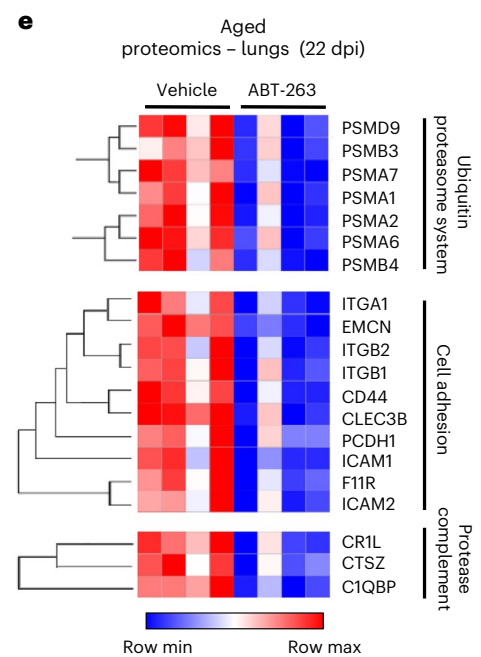 e
Aged
proteomics – lungs (22 dpi)
Vehicle
ABT-263
PSMD9
PSMB3
PSMA7
PSMA1
PSMA2
PSMA6
PSMB4
Ubiquitin
proteasome system
ITGA1
EMCN
ITGB2
ITGB1
CD44
CLEC3B
PCDH1
ICAM1
F11R
ICAM2
Cell adhesion
CR1L
CTSZ
C1QBP
Protease
complement
Row min
Row max